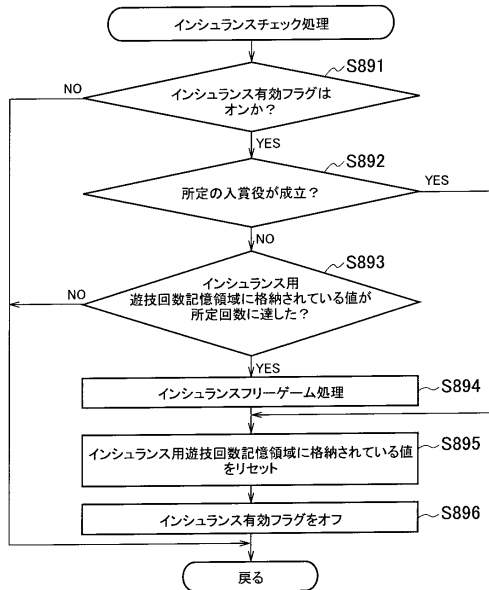 インシュランスチェック処理
S891
インシュランス有効フラグは
オンか?
NO
YES
S892
所定の入賞役が成立?
YES
NO
S893
インシュランス用
遊技回数記憶領域に格納されている値が
所定回数に達した?
NO
YES
インシュランスフリーゲーム処理
S894
インシュランス用遊技回数記憶領域に格納されている値
をリセット
S895
インシュランス有効フラグをオフ
S896
戻る